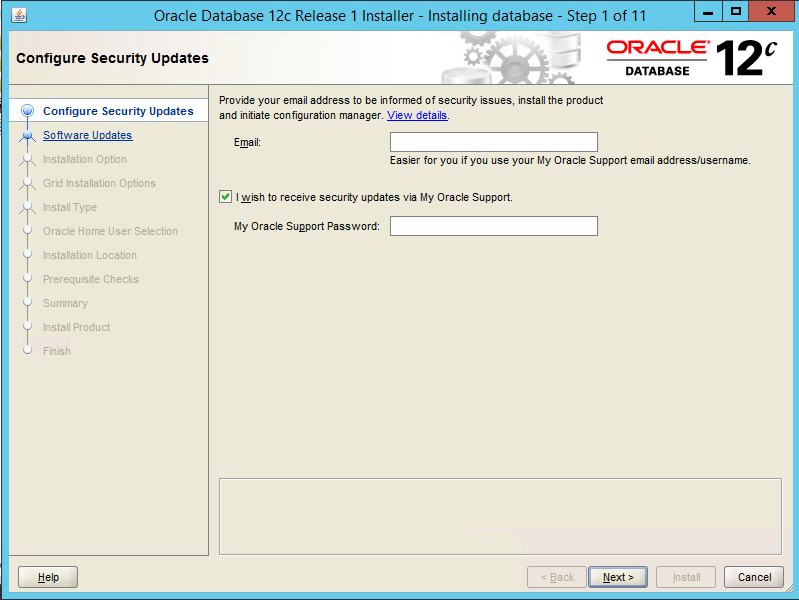 Oracle Database 12c Release 1 Installer - Installing database - Step 1 of 11
Configure Security Updates
ORACLE®
DATABASE
12c
Configure Security Updates
Software Updates
Installation Option
Grid Installation Options
Install Type
Oracle Home User Selection
Installation Location
Prerequisite Checks
Summary
Install Product
Finish
Provide your email address to be informed of security issues, install the product
and initiate configuration manager. View details.
Email:
Easier for you if you use your My Oracle Support email address/username.
I wish to receive security updates via My Oracle Support.
My Oracle Support Password:
Help
< Back
Next >
Install
Cancel